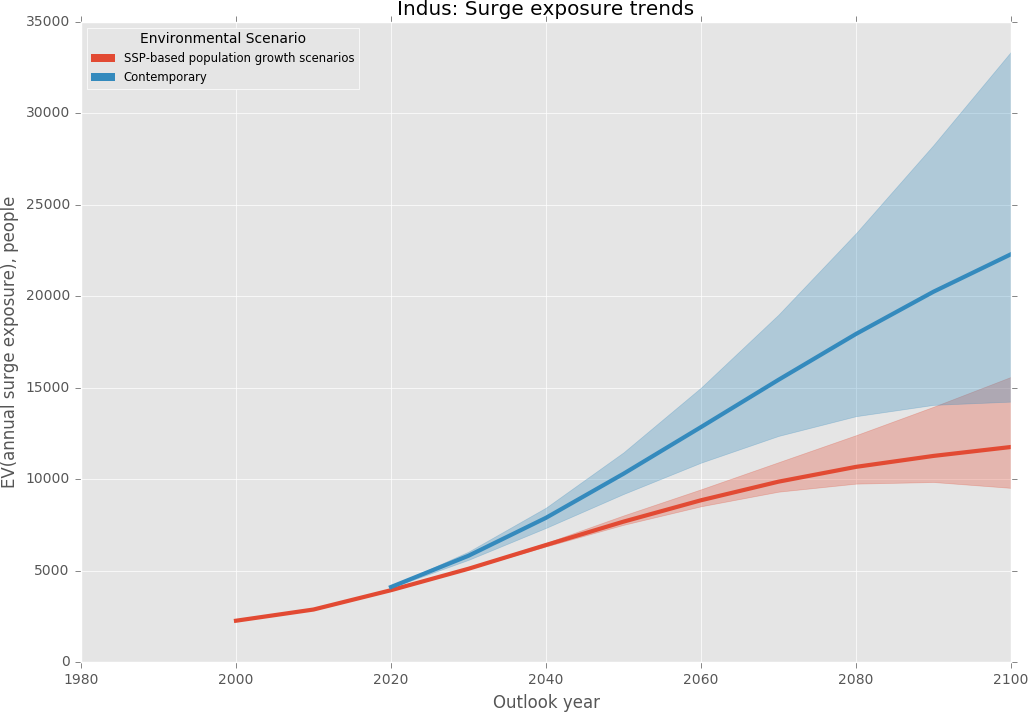 Indus: Surge exposure trends
35000
30000
25000
20000
15000
10000
5000
0
EV(annual surge exposure), people
Environmental Scenario
SSP-based population growth scenarios
Contemporary
1980 2000 2020 2040 2060 2080 2100
Outlook year